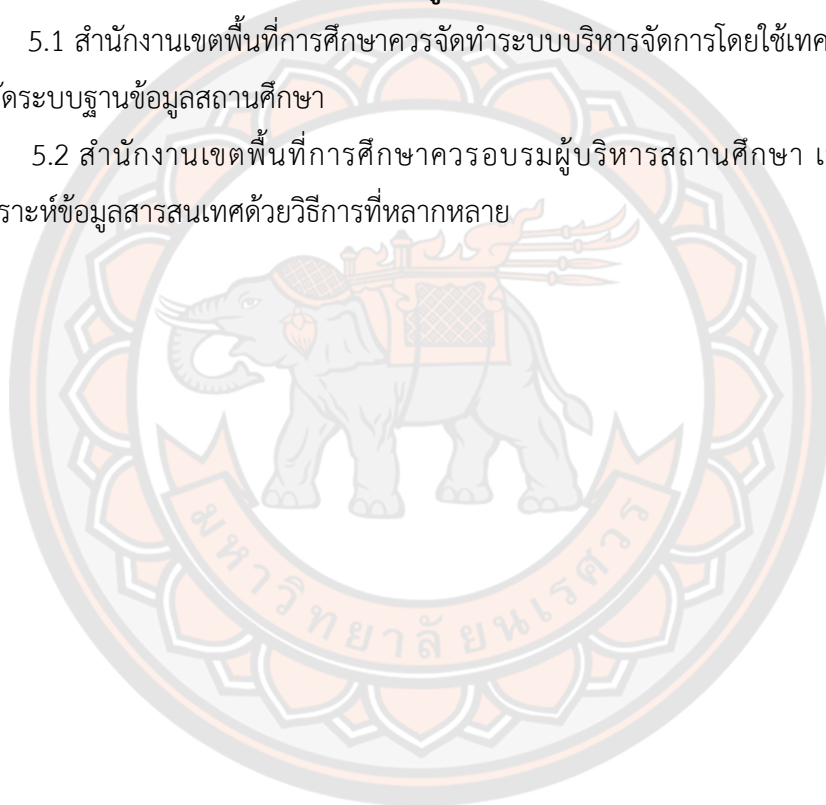 5.1 สำนักงานเขตพื้นที่การศึกษาควรจัดทำระบบบริหารจัดการโดยใช้เทค
ดระบบฐานข้อมูลสถานศึกษา
5.2 สำนักงานเขตพื้นที่การศึกษาควรอบรมผู้บริหารสถานศึกษา เ
ราะห์ข้อมูลสารสนเทศด้วยวิธีการที่หลากหลาย
มหาวิทยาลัยนเรศวร